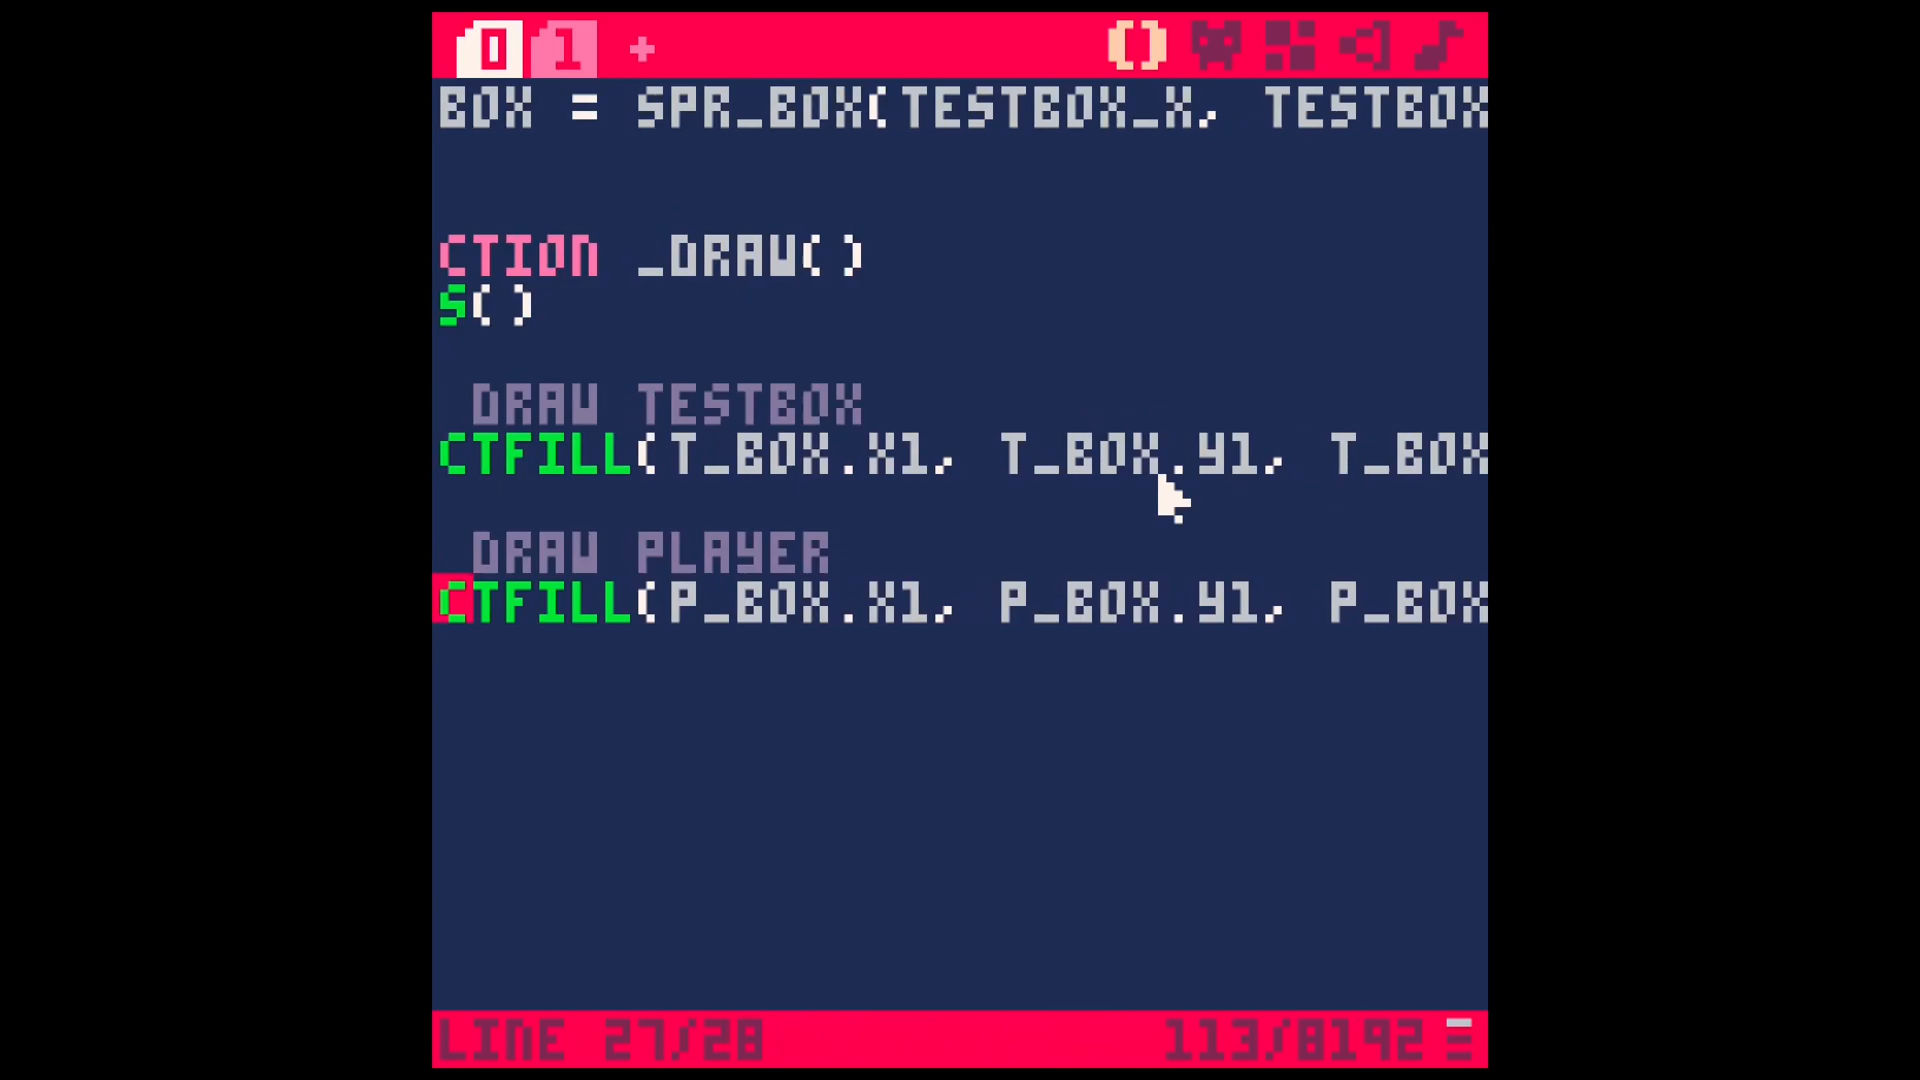 0 1 +
BOX = SPR_BOX(TESTBOX_X, TESTBOX
CTION _DRAW()
S()
DRAW TESTBOX
CTFILL(T_BOX.X1, T_BOX.Y1, T_BOX
DRAW PLAYER
CTFILL(P_BOX.X1, P_BOX.Y1, P_BOX
LINE 27/28 113/8192